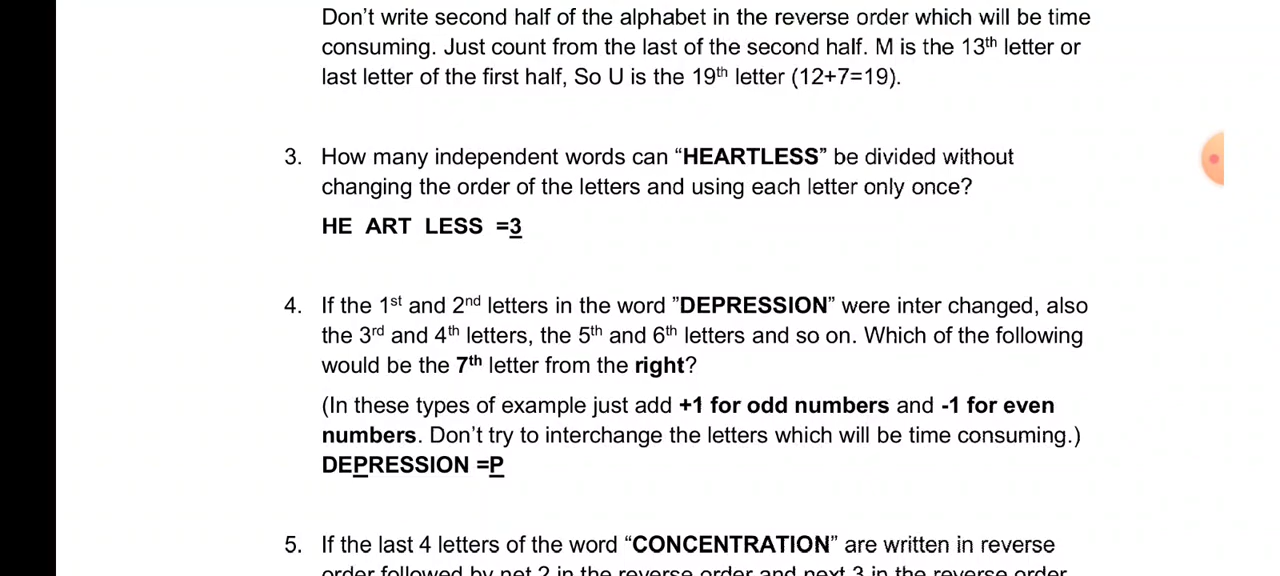 Don’t write second half of the alphabet in the reverse order which will be time
consuming. Just count from the last of the second half. M is the 13th letter or
last letter of the first half, So U is the 19th letter (12+7=19).
3. How many independent words can “HEARTLESS” be divided without
changing the order of the letters and using each letter only once?
HE ART LESS =3
4. If the 1st and 2nd letters in the word ”DEPRESSION” were inter changed, also
the 3rd and 4th letters, the 5th and 6th letters and so on. Which of the following
would be the 7th letter from the right?
(In these types of example just add +1 for odd numbers and -1 for even
numbers. Don’t try to interchange the letters which will be time consuming.)
DEPRESSION =P
5. If the last 4 letters of the word “CONCENTRATION” are written in reverse
order followed by net 2 in the reverse order and next 3 in the reverse order